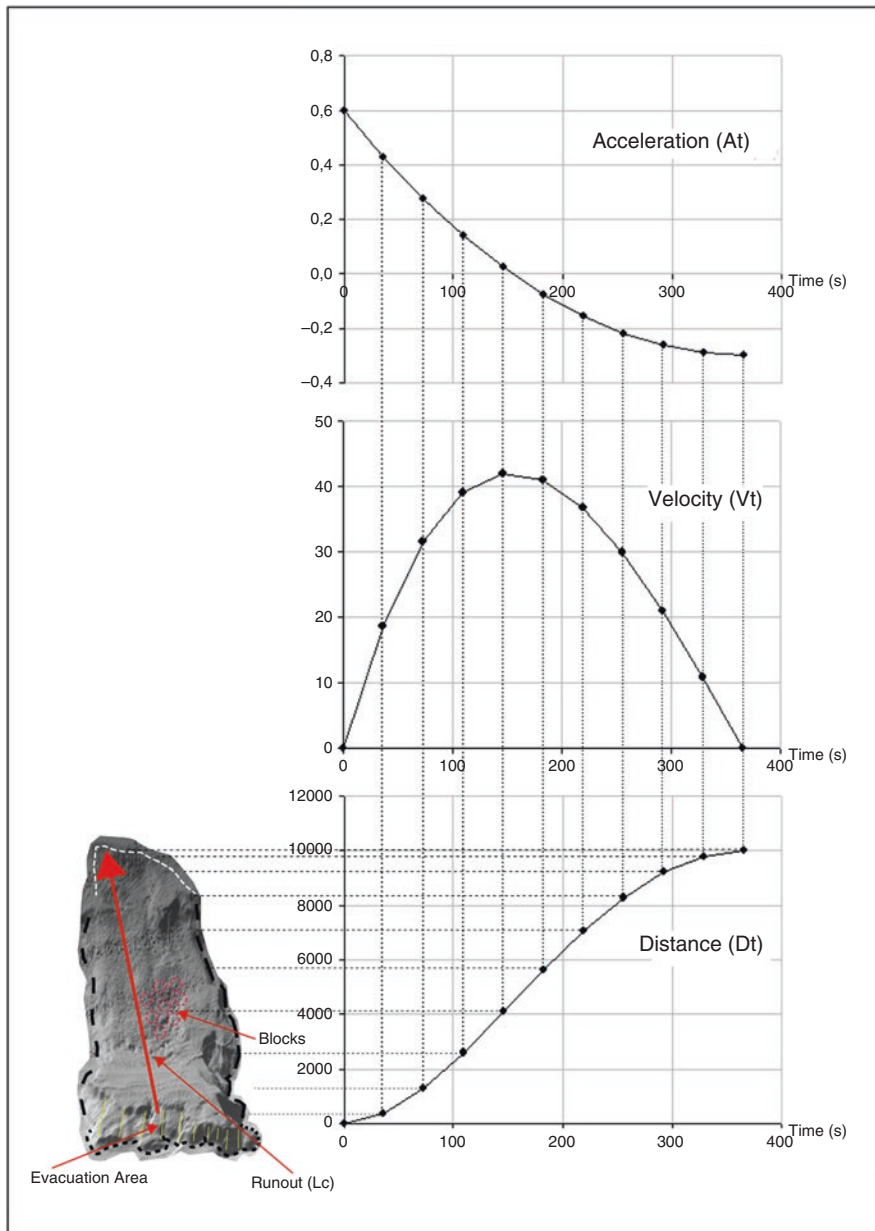 0,8
0,6
0,4
0,2
0,0
–0,2
–0,4
Acceleration (At)
0 100 200 300 400 Time (s)
50
40
30
20
10
0
Velocity (Vt)
0 100 200 300 400 Time (s)
12000
10000
8000
6000
4000
2000
0
Distance (Dt)
0 100 200 300 400 Time (s)
Blocks
Evacuation Area
Runout (Lc)